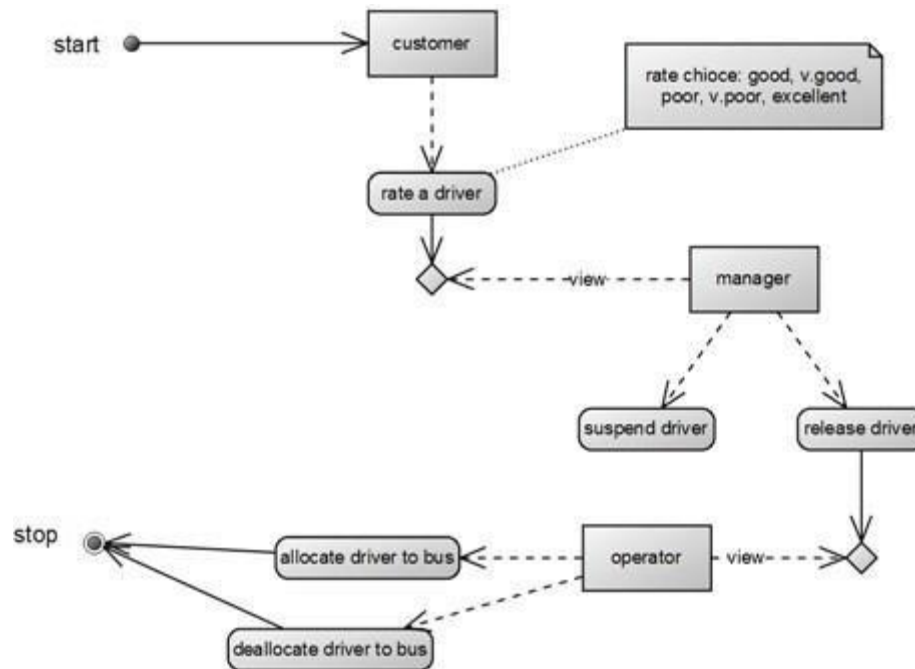 start
customer
rate chioce: good, v.good,
poor, v.poor, excellent
rate a driver
view
manager
suspend driver
release driver
stop
allocate driver to bus
operator
view
deallocate driver to bus